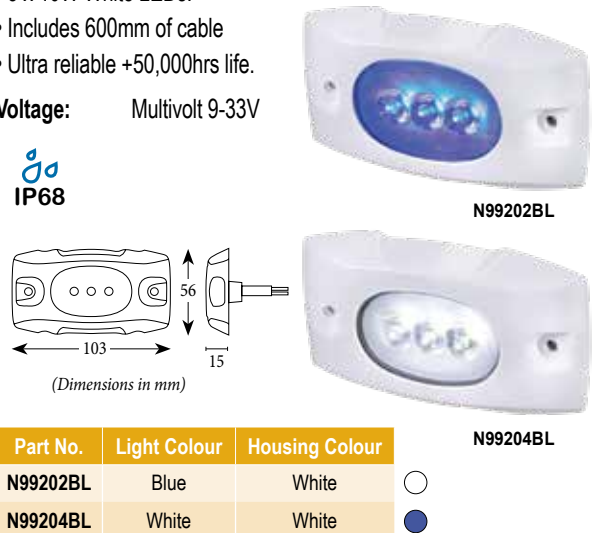 • Includes 600mm of cable
• Ultra reliable +50,000hrs life.
Voltage: Multivolt 9-33V
IP68
N99202BL
56
103
15
(Dimensions in mm)
N99204BL
Part No. Light Colour Housing Colour
N99202BL Blue White
N99204BL White White